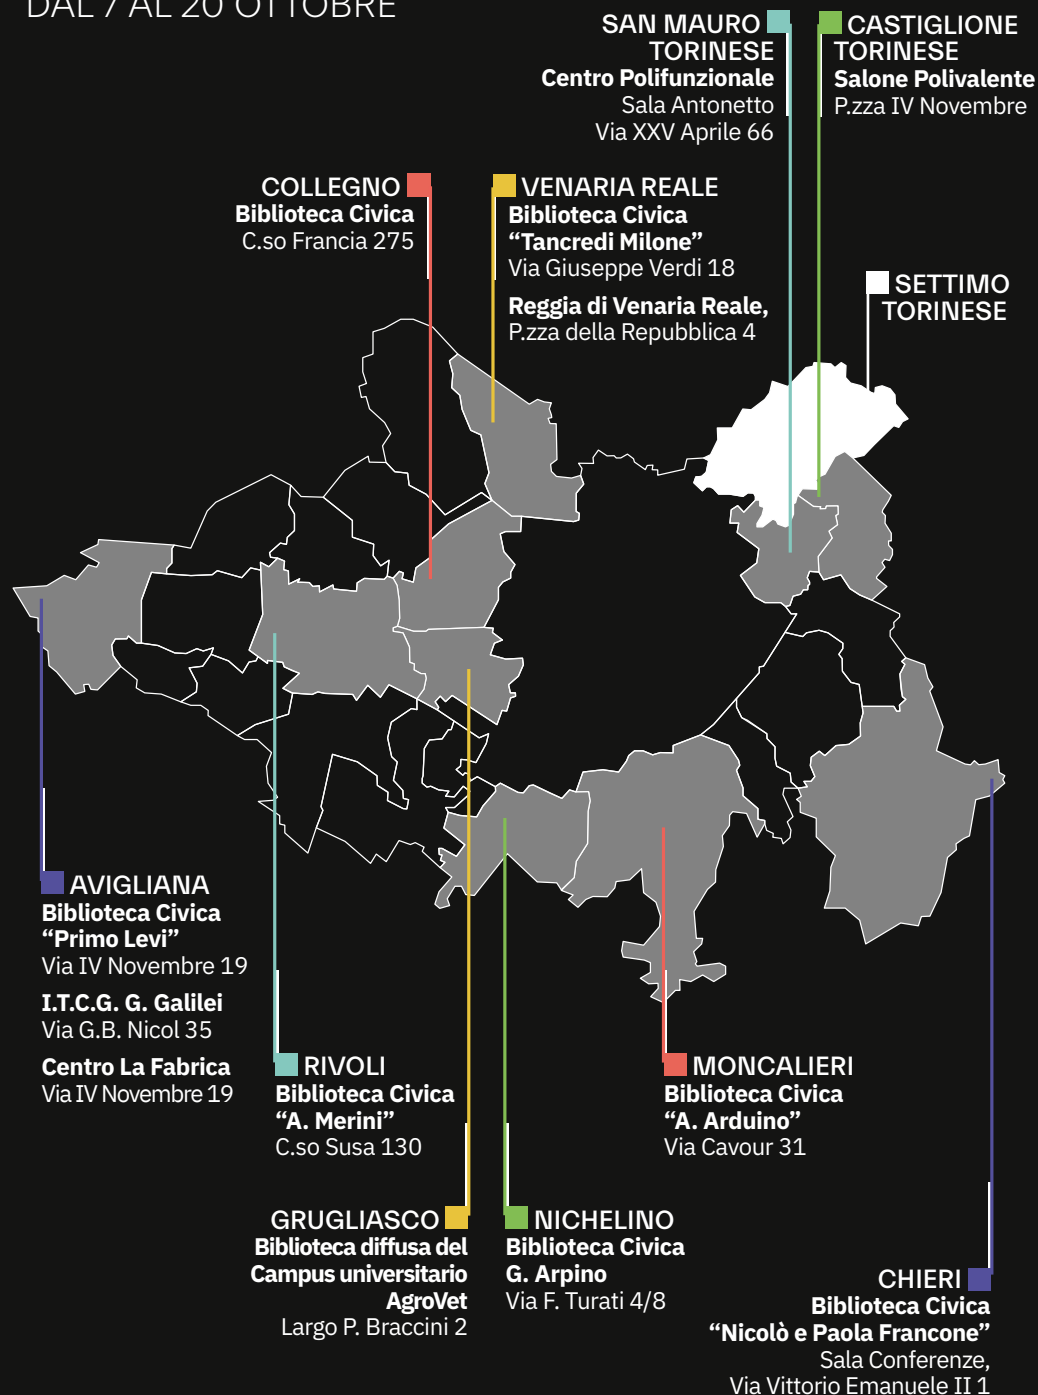 DAL 7 AL 20 OTTOBRE
SAN MAURO
TORINESE
Centro Polifunzionale
Sala Antonetto
Via XXV Aprile 66
CASTIGLIONE
TORINESE
Salone Polivalente
P.zza IV Novembre
COLLEGNO
Biblioteca Civica
C.so Francia 275
VENARIA REALE
Biblioteca Civica
“Tancredi Milone”
Via Giuseppe Verdi 18
Reggia di Venaria Reale,
P.zza della Repubblica 4
SETTIMO
TORINESE
AVIGLIANA
Biblioteca Civica
“Primo Levi”
Via IV Novembre 19
I.T.C.G. G. Galilei
Via G.B. Nicol 35
Centro La Fabrica
Via IV Novembre 19
RIVOLI
Biblioteca Civica
“A. Merini”
C.so Susa 130
MONCALIERI
Biblioteca Civica
“A. Arduino”
Via Cavour 31
GRUGLIASCO
Biblioteca diffusa del
Campus universitario
AgroVet
Largo P. Braccini 2
NICHELINO
Biblioteca Civica
G. Arpino
Via F. Turati 4/8
CHIERI
Biblioteca Civica
“Nicolò e Paola Francone”
Sala Conferenze,
Via Vittorio Emanuele II 1